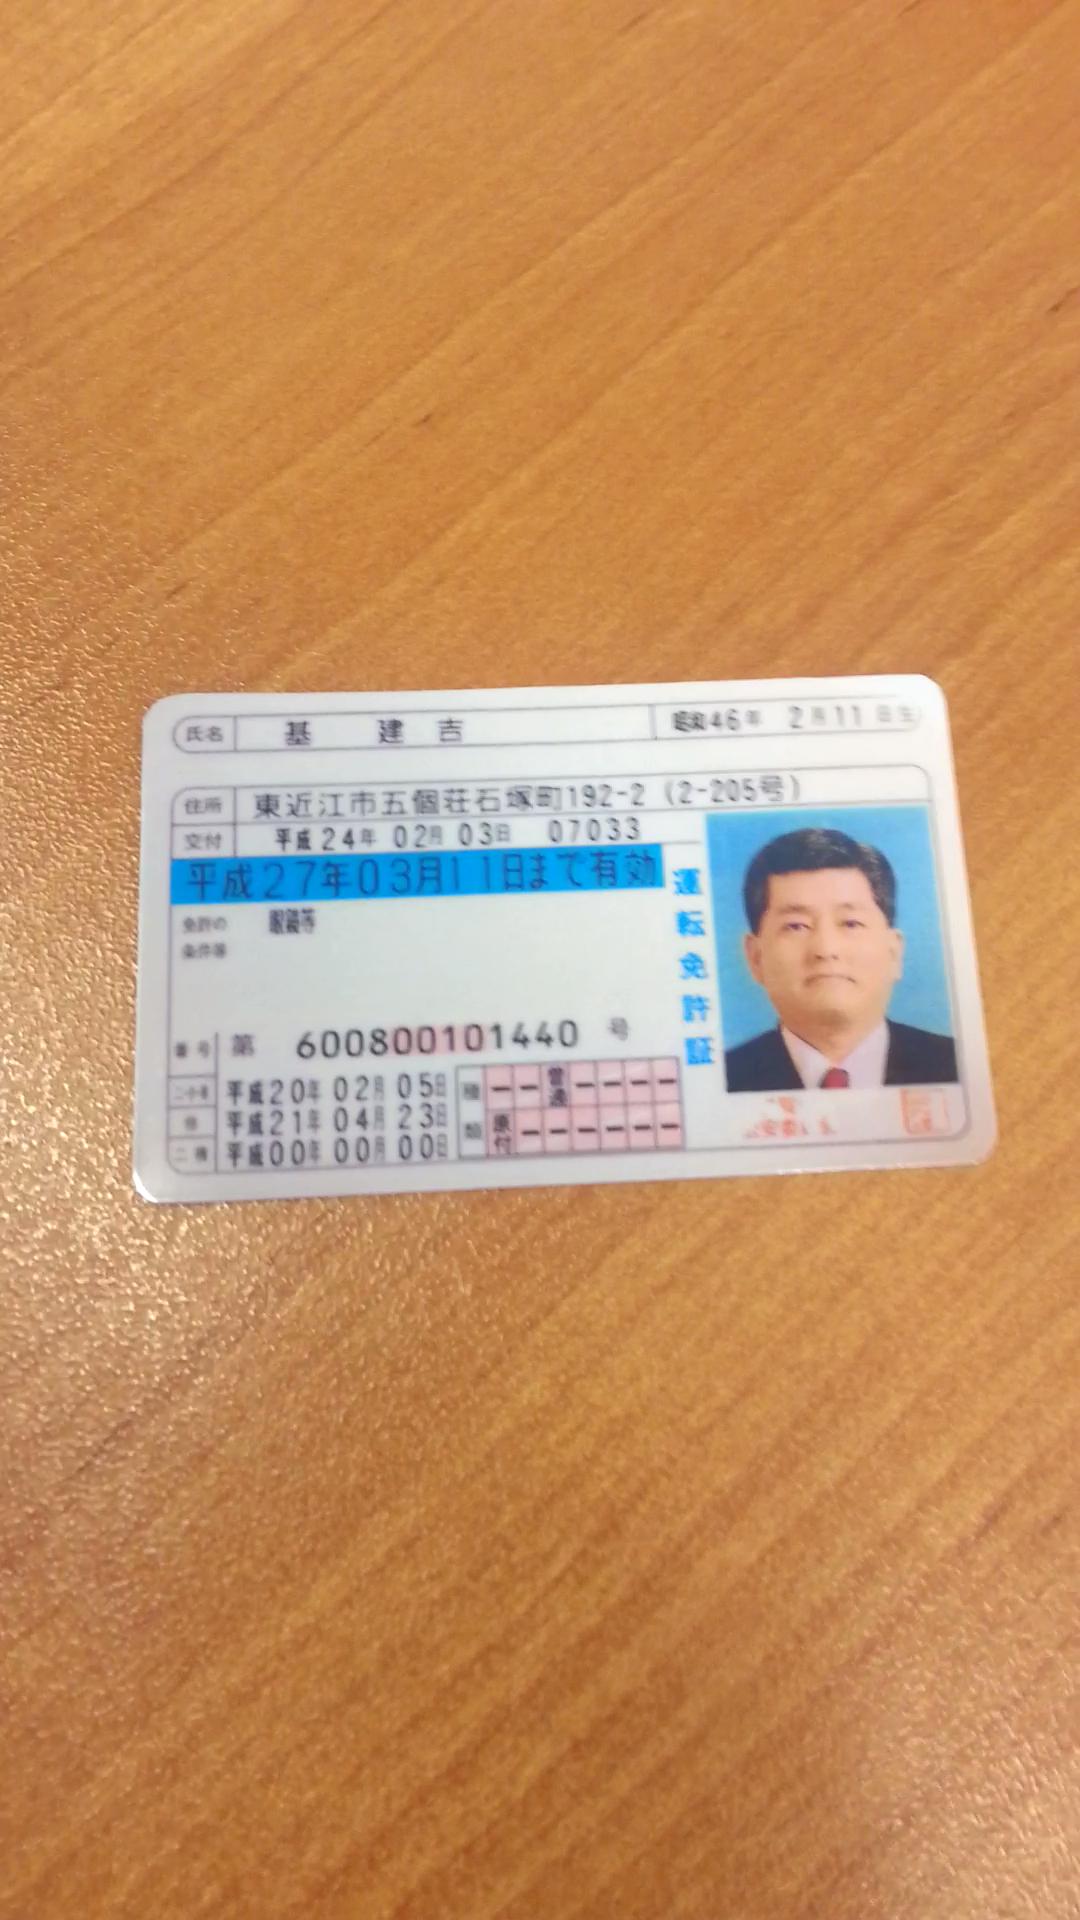 氏名 基 建 吉 昭和46年 2月11日生
住所 東近江市五個荘石塚町192-2 (2-205号)
交付 平成24年 02月 03日 07033
平成27年03月11日まで有効
免許の 眼鏡等
条件等
運転免許証
番号 第 600800101440 号
二・小・原 平成20年 02月 05日
他 平成21年 04月 23日
二種 平成00年 00月 00日
種類 ー ー 普通 ー ー ー ー
原付 ー ー ー ー ー ー